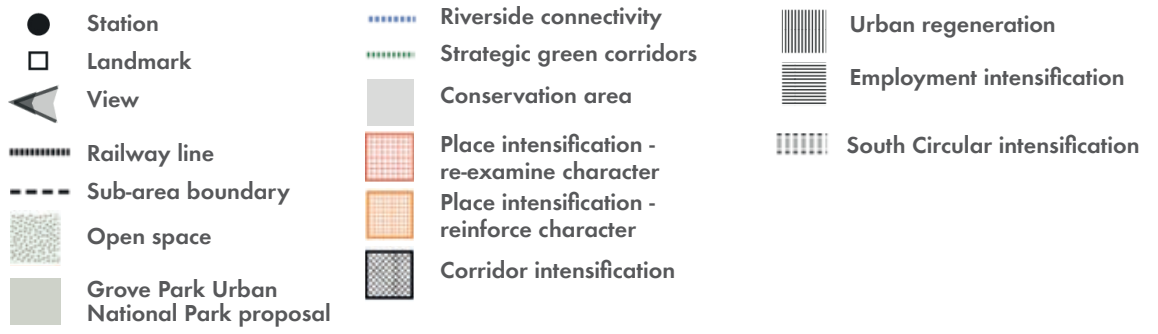 Station
Landmark
View
Railway line
Sub-area boundary
Open space
Grove Park Urban
National Park proposal
Riverside connectivity
Strategic green corridors
Conservation area
Place intensification -
re-examine character
Place intensification -
reinforce character
Corridor intensification
Urban regeneration
Employment intensification
South Circular intensification